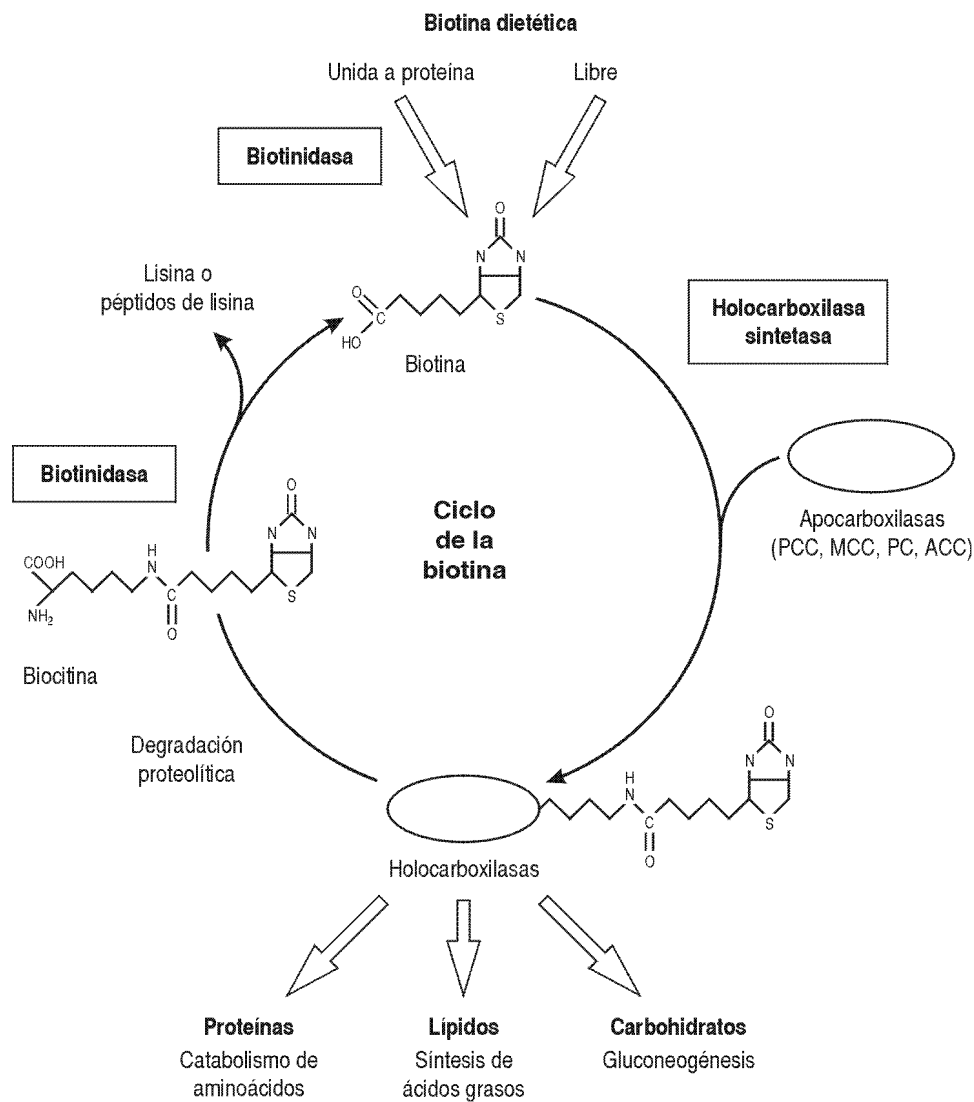 Biotina dietética
Unida a proteína
Libre
Biotinidasa
O
N
N
S
O
C
HO
Biotina
Lisina o
péptidos de lisina
Holocarboxilasa
sintetasa
Biotinidasa
Apocarboxilasas
(PCC, MCC, PC, ACC)
Ciclo
de la
biotina
O
N
N
S
H
N
C
O
COOH
NH₂
Biocitina
Degradación
proteolítica
O
N
N
S
H
N
C
O
Holocarboxilasas
Proteínas
Catabolismo de
aminoácidos
Lípidos
Síntesis de
ácidos grasos
Carbohidratos
Gluconeogénesis